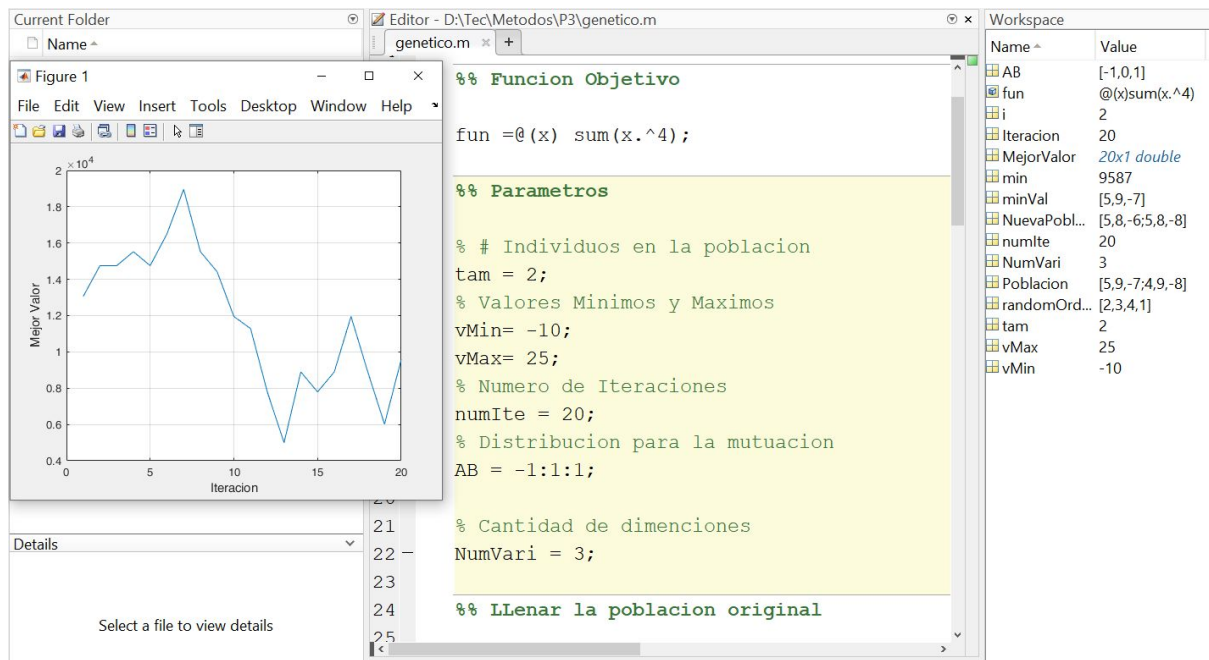 Current Folder
Name
Figure 1
File Edit View Insert Tools Desktop Window Help
×10^4
2
1.8
1.6
1.4
1.2
1
0.8
0.6
0.4
0 5 10 15 20
Mejor Valor
Iteracion
Details
Select a file to view details
Editor - D:\Tec\Metodos\P3\genetico.m
genetico.m × +
%% Funcion Objetivo
fun =@(x) sum(x.^4);
%% Parametros
% # Individuos en la poblacion
tam = 2;
% Valores Minimos y Maximos
vMin= -10;
vMax= 25;
% Numero de Iteraciones
numIte = 20;
% Distribucion para la mutuacion
AB = -1:1:1;
21 % Cantidad de dimenciones
22 NumVari = 3;
23
24 %% LLenar la poblacion original
25
Workspace
Name Value
AB [-1,0,1]
fun @(x)sum(x.^4)
i 2
Iteracion 20
MejorValor 20x1 double
min 9587
minVal [5,9,-7]
NuevaPobl... [5,8,-6;5,8,-8]
numIte 20
NumVari 3
Poblacion [5,9,-7;4,9,-8]
randomOrd... [2,3,4,1]
tam 2
vMax 25
vMin -10